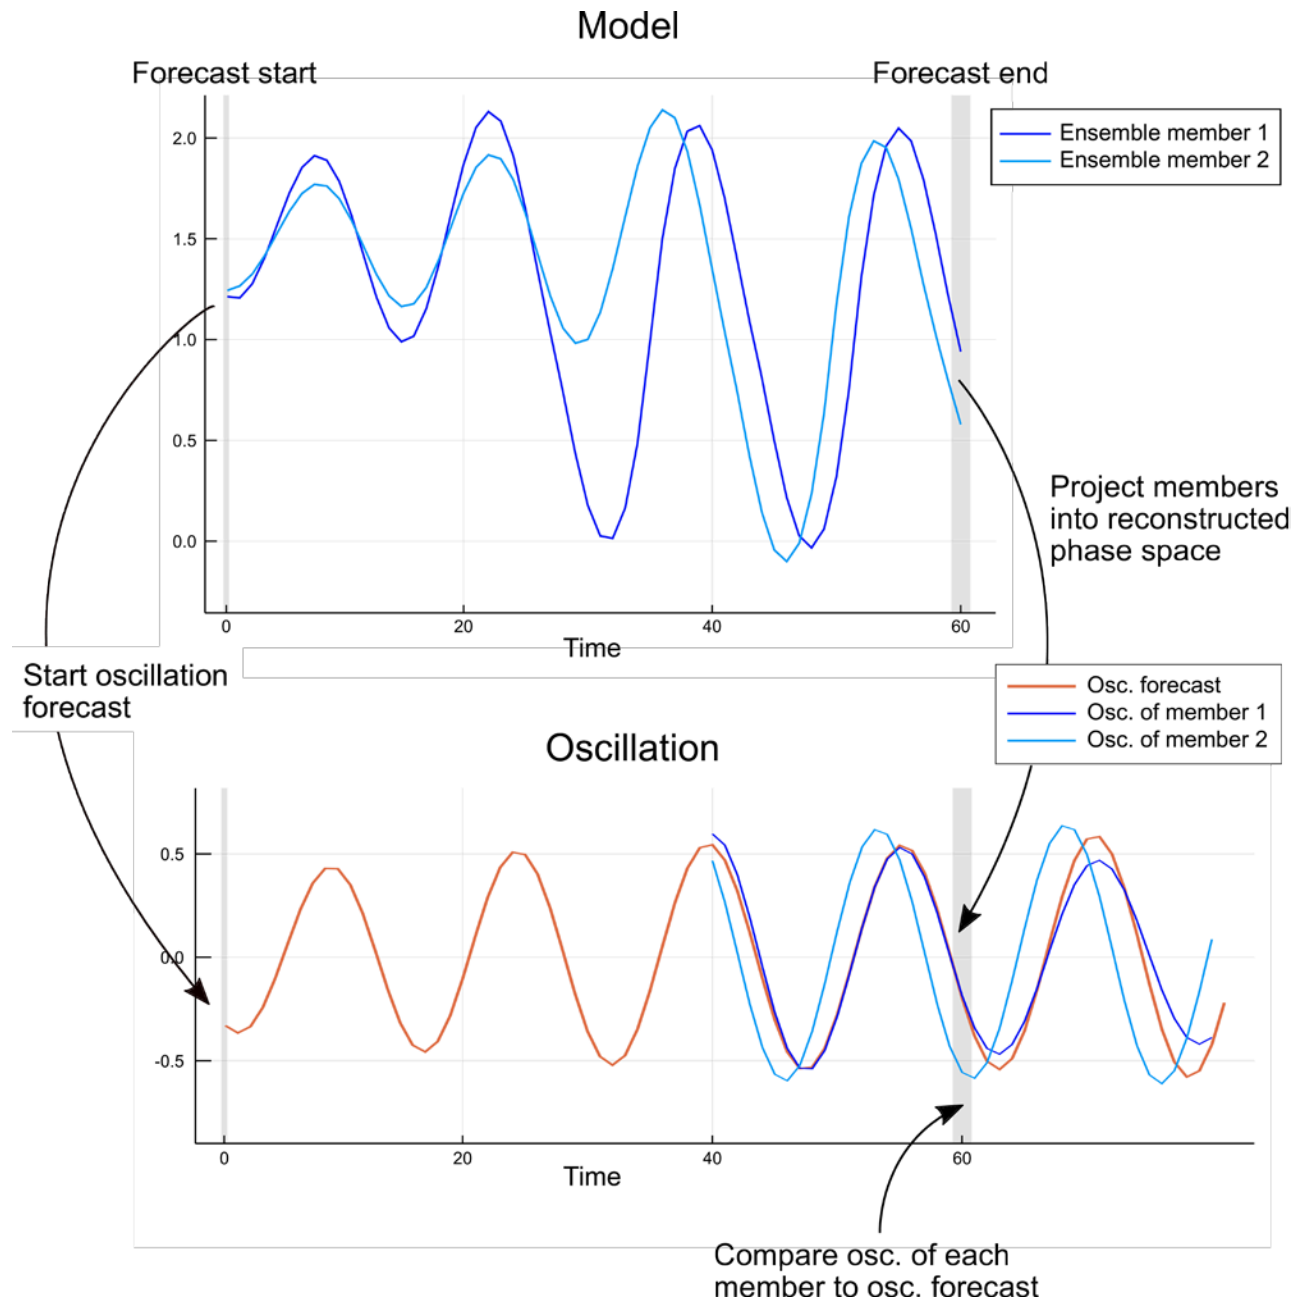 Model
Forecast start
Forecast end
Ensemble member 1
Ensemble member 2
2.0
1.5
1.0
0.5
0.0
0
20
40
60
Time
Project members
into reconstructed
phase space
Start oscillation
forecast
Osc. forecast
Osc. of member 1
Osc. of member 2
Oscillation
0.5
0.0
-0.5
0
20
40
60
Time
Compare osc. of each
member to osc. forecast